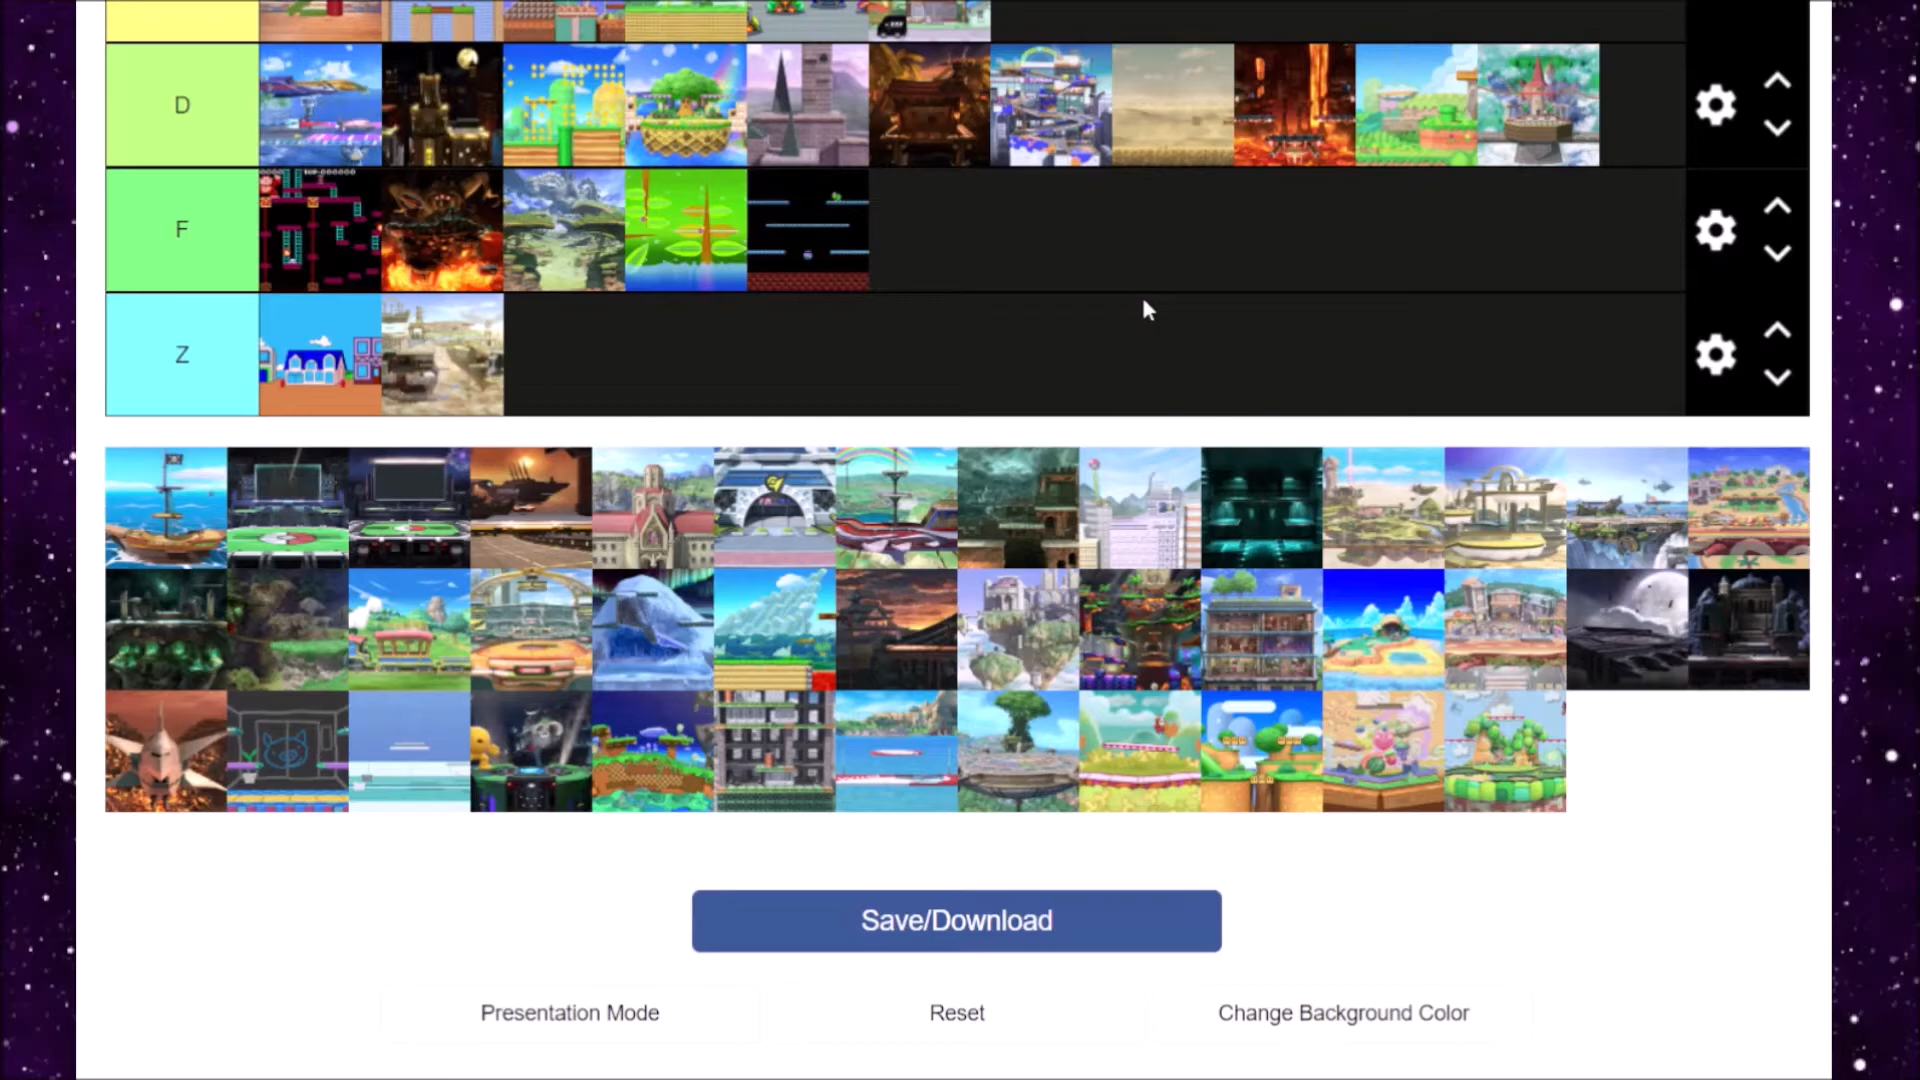 D
F
Z
Save/Download
Presentation Mode
Reset
Change Background Color